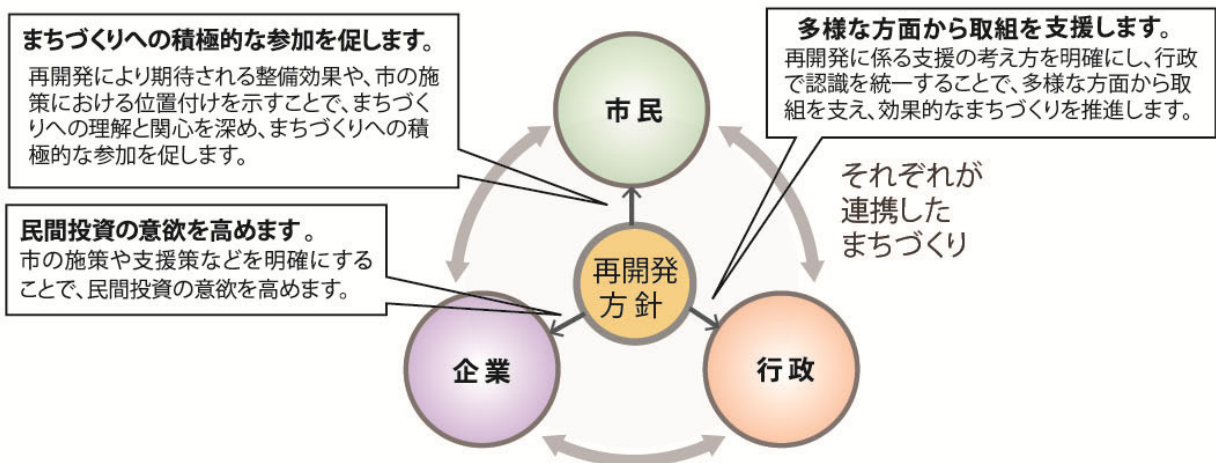 まちづくりへの積極的な参加を促します。
再開発により期待される整備効果や、市の施
策における位置付けを示すことで、まちづく
りへの理解と関心を深め、まちづくりへの積
極的な参加を促します。
多様な方面から取組を支援します。
再開発に係る支援の考え方を明確にし、行政
で認識を統一することで、多様な方面から取
組を支え、効果的なまちづくりを推進します。
市民
それぞれが
連携した
まちづくり
民間投資の意欲を高めます。
市の施策や支援策などを明確にする
ことで、民間投資の意欲を高めます。
再開発
方針
企業
行政